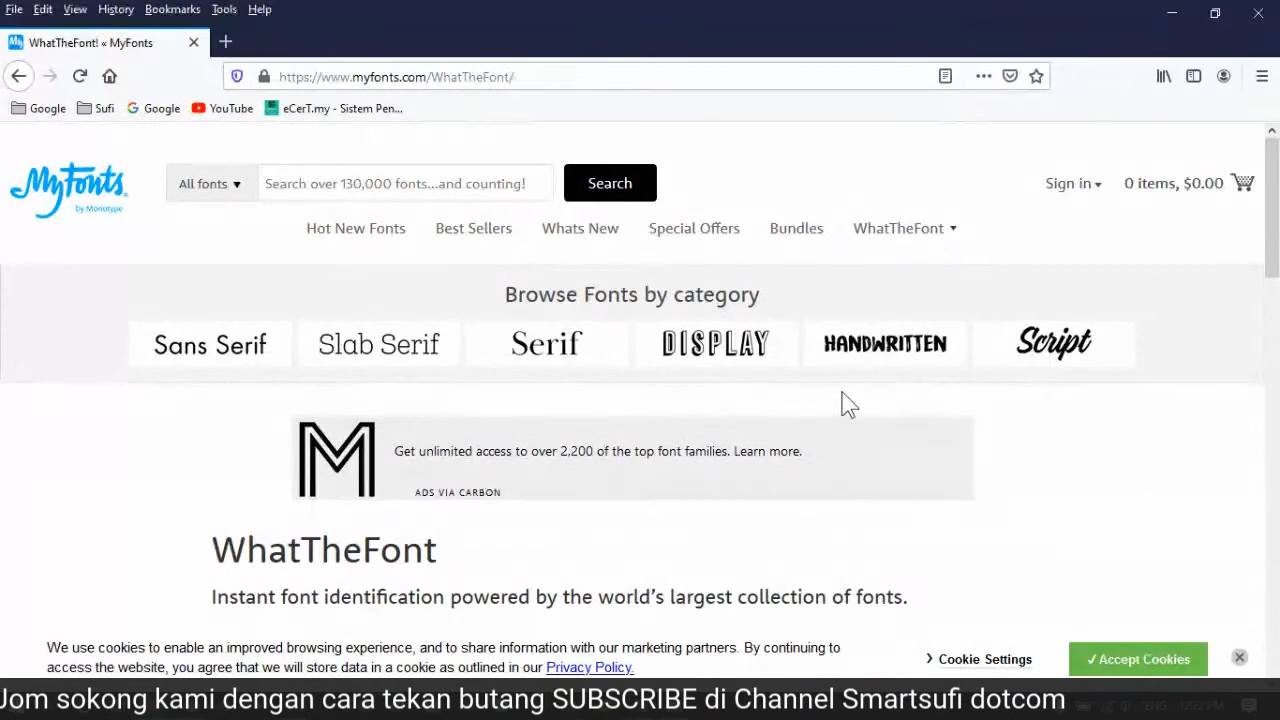 File Edit View History Bookmarks Tools Help
WhatTheFont! « MyFonts
https://www.myfonts.com/WhatTheFont/
Google Sufi Google YouTube eCerT.my - Sistem Pen...
MyFonts
by Monotype
All fonts Search over 130,000 fonts...and counting! Search
Sign in 0 items, $0.00
Hot New Fonts Best Sellers Whats New Special Offers Bundles WhatTheFont
Browse Fonts by category
Sans Serif Slab Serif Serif DISPLAY HANDWRITTEN Script
M
Get unlimited access to over 2,200 of the top font families. Learn more.
ADS VIA CARBON
WhatTheFont
Instant font identification powered by the world's largest collection of fonts.
We use cookies to enable an improved browsing experience, and to share information with our marketing partners. By continuing to
access the website, you agree that we will store data in a cookie as outlined in our Privacy Policy.
Cookie Settings
✓Accept Cookies
Jom sokong kami dengan cara tekan butang SUBSCRIBE di Channel Smartsufi dotcom
ENG